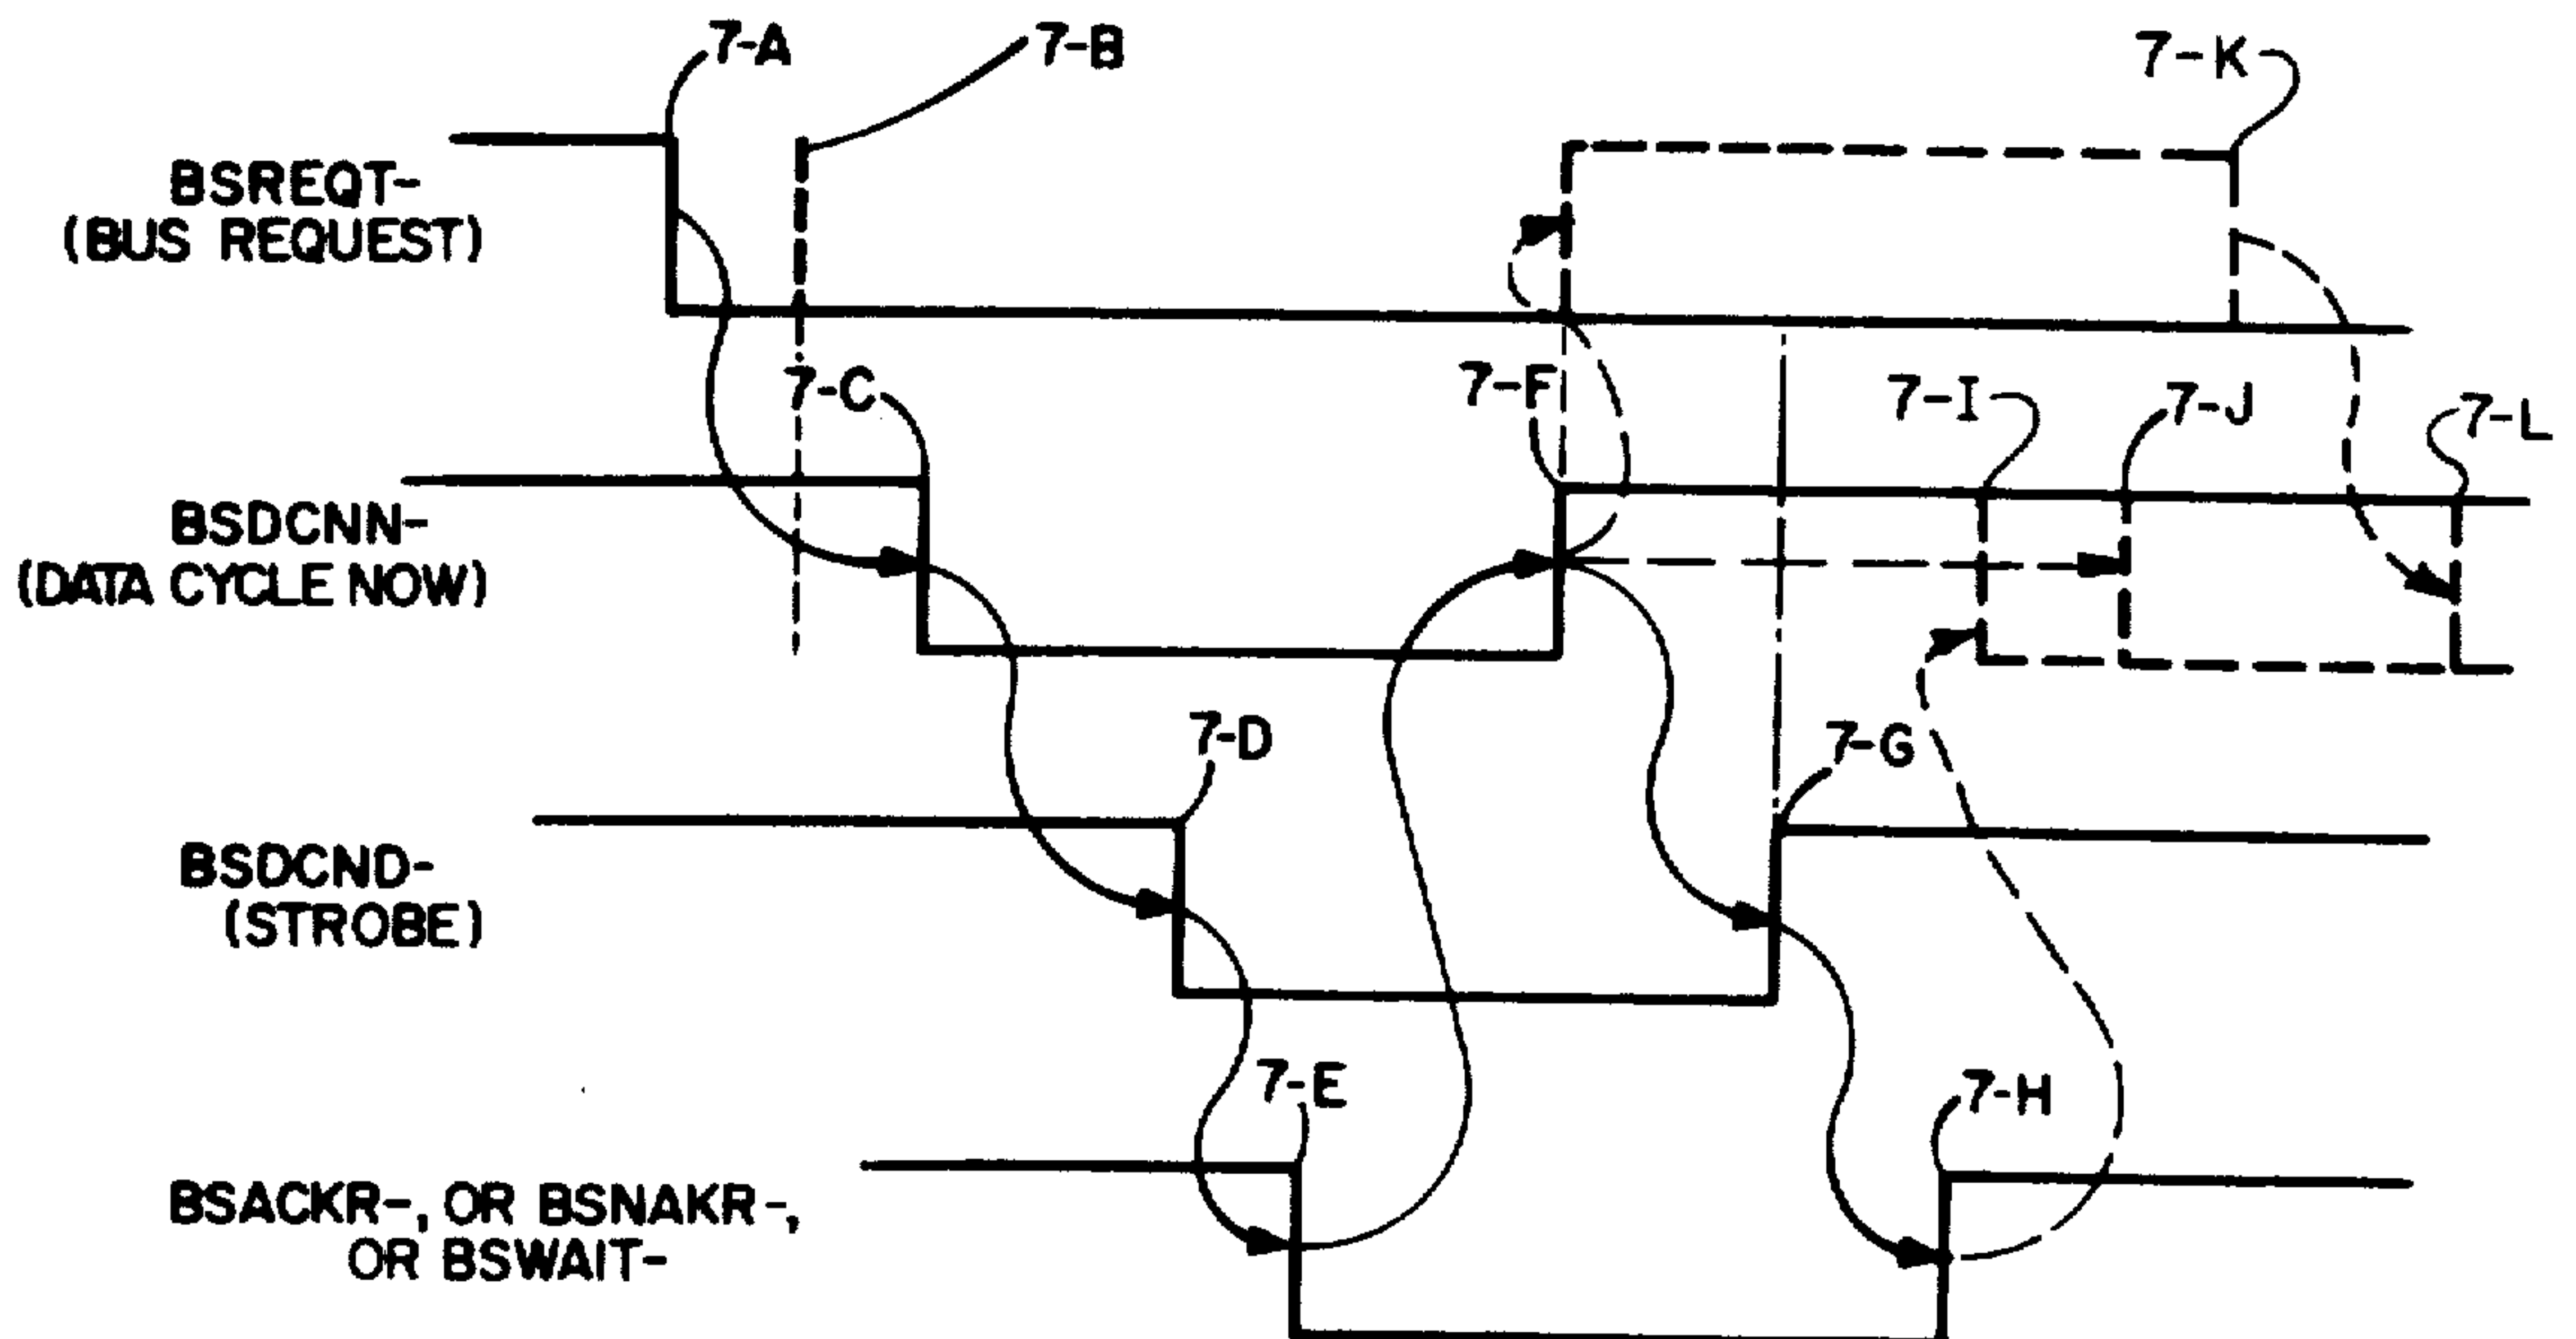 7-A
7-B
7-K
BSREQT-
(BUS REQUEST)
7-C
7-F
7-I
7-J
7-L
BSDCNN-
(DATA CYCLE NOW)
7-D
7-G
BSDCND-
(STROBE)
7-E
7-H
BSACKR-, OR BSNAKR-,
OR BSWAIT-